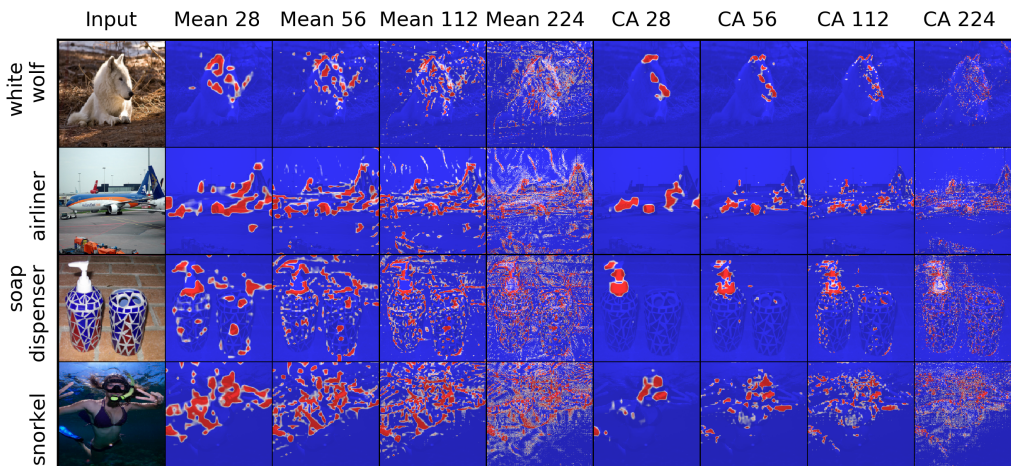 Input Mean 28 Mean 56 Mean 112 Mean 224 CA 28 CA 56 CA 112 CA 224
white
wolf
airliner
soap
dispenser
snorkel